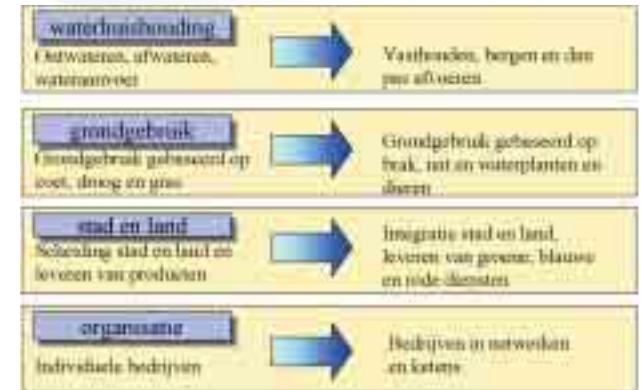 waterhuishouding
Ontwateren, afwateren,
wateraanvoer
Vasthouden, bergen en dan
pas afvoeren
grondgebruik
Grondgebruik gebaseerd op
zoet, droog en gras
Grondgebruik gebaseerd op
brak, nat en waterplanten en
dieren
stad en land
Scheiding stad en land en
leveren van producten
Integratie stad en land,
leveren van groene, blauwe
en rode diensten
organisatie
Individuele bedrijven
Bedrijven in netwerken
en ketens